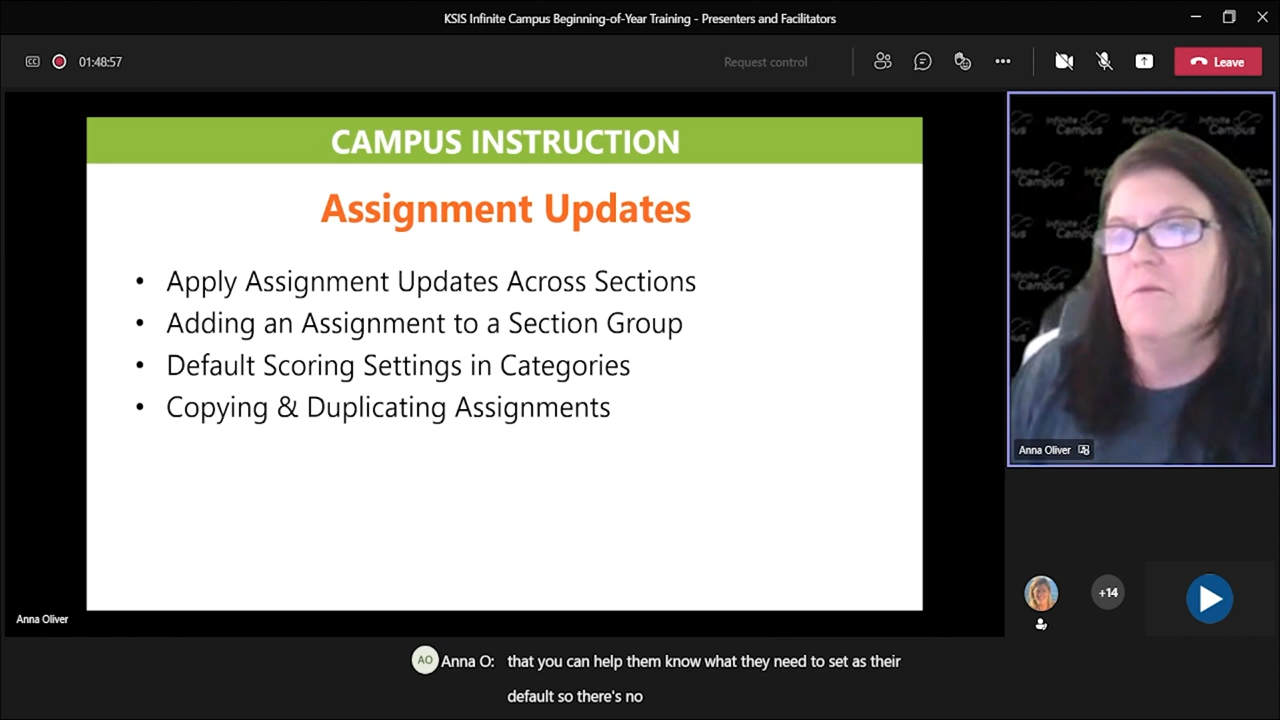 KSIS Infinite Campus Beginning-of-Year Training - Presenters and Facilitators
CC
01:48:57
Request control
Leave
CAMPUS INSTRUCTION
Assignment Updates
• Apply Assignment Updates Across Sections
• Adding an Assignment to a Section Group
• Default Scoring Settings in Categories
• Copying & Duplicating Assignments
Infinite Campus
Anna Oliver
+14
Anna Oliver
AO Anna O: that you can help them know what they need to set as their
default so there's no